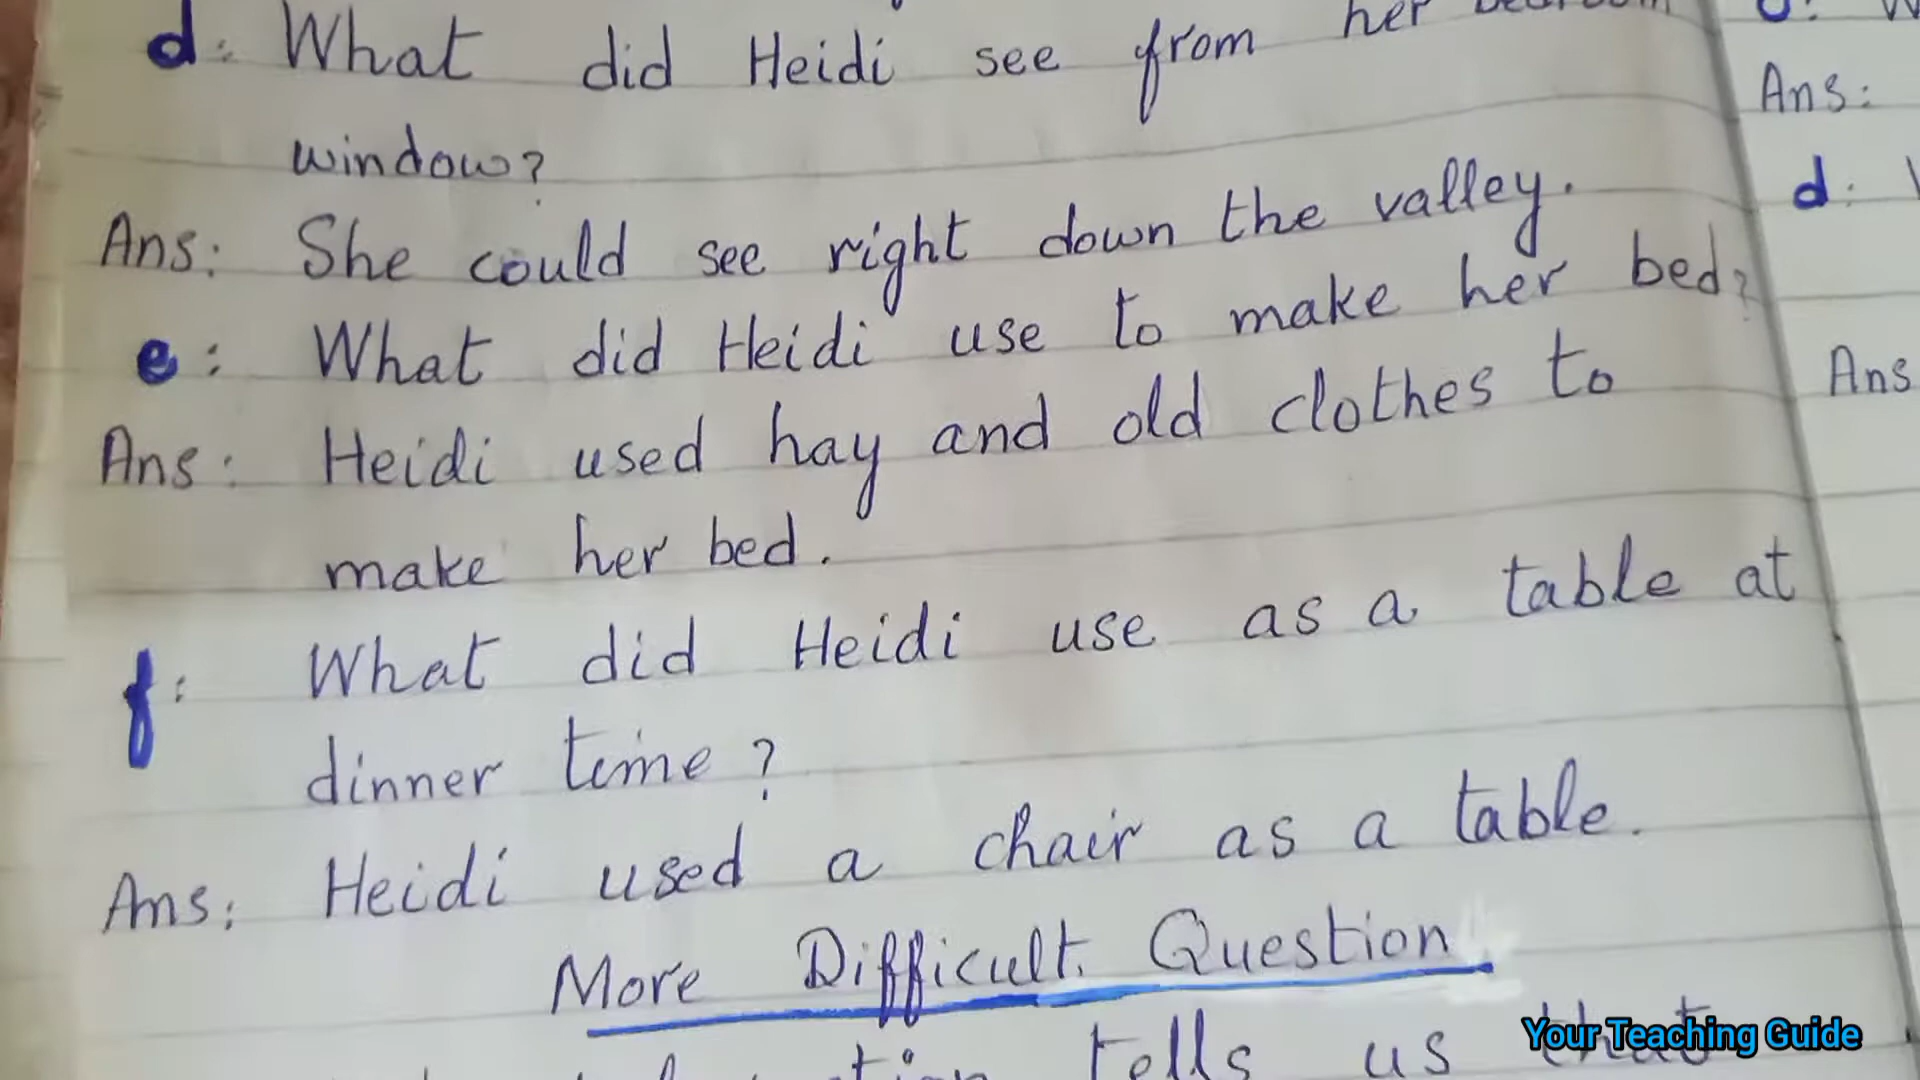 d: What did Heidi see from her bedroom
window?
Ans: She could see right down the valley.
e: What did Heidi use to make her bed?
Ans: Heidi used hay and old clothes to
make her bed.
f: What did Heidi use as a table at
dinner time?
Ans: Heidi used a chair as a table.
More Difficult Question
tells us that
Ans:
d:
Ans
Your Teaching Guide